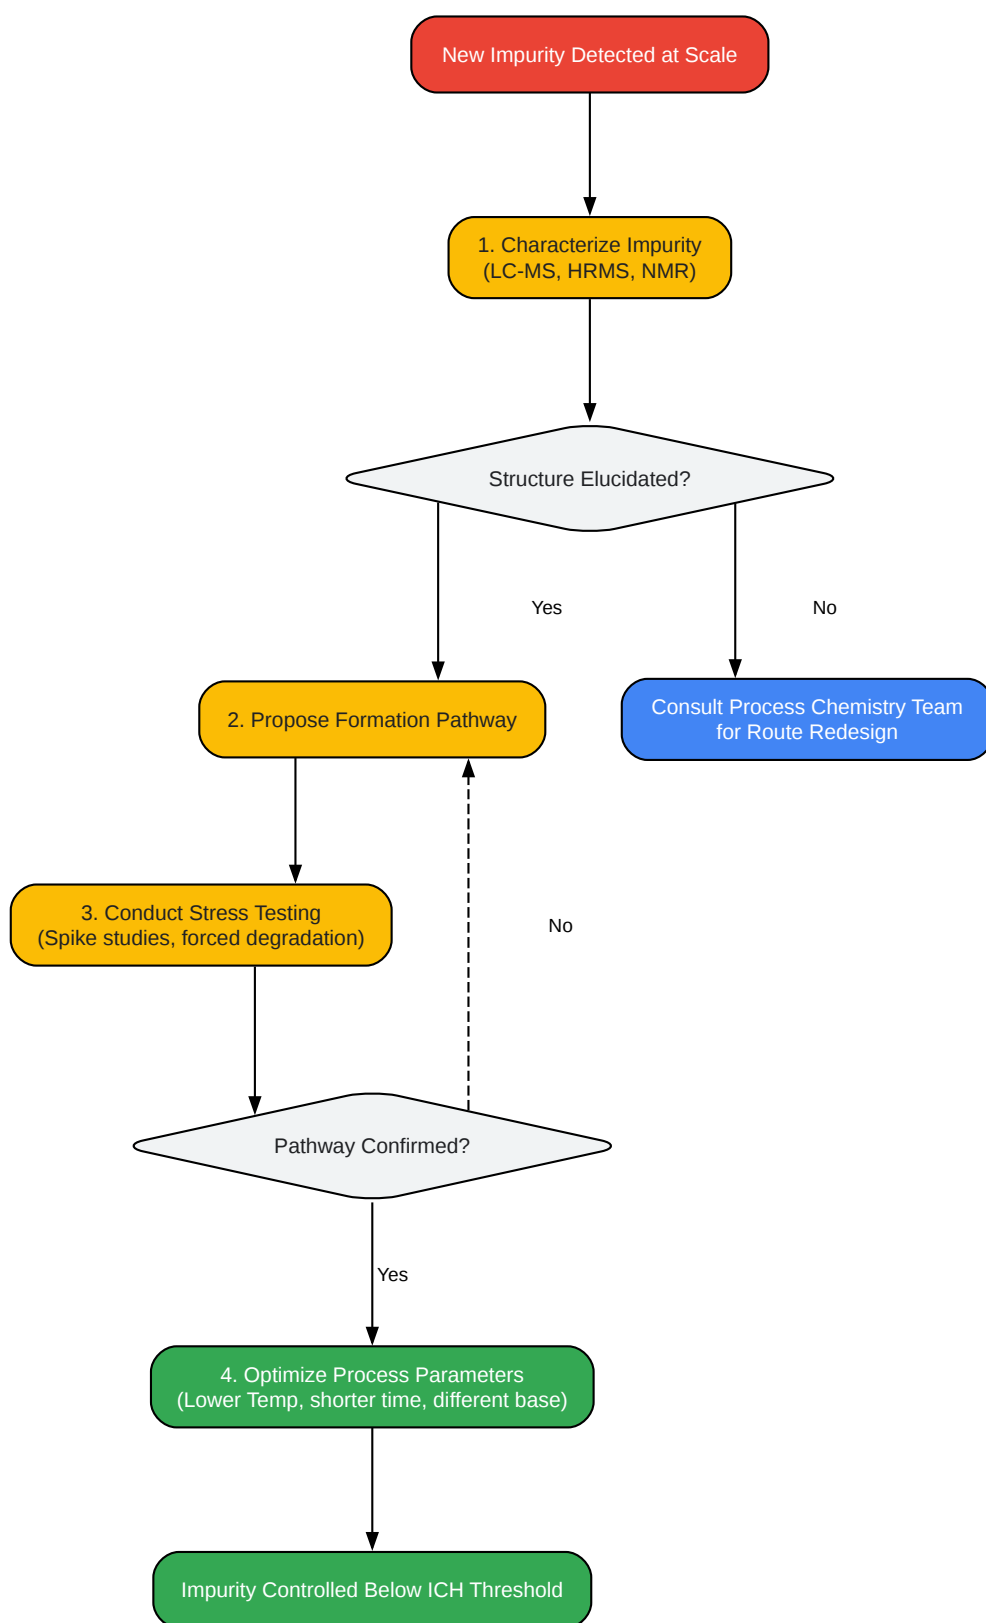 New Impurity Detected at Scale
1. Characterize Impurity
(LC-MS, HRMS, NMR)
Structure Elucidated?
Yes
No
2. Propose Formation Pathway
Consult Process Chemistry Team
for Route Redesign
3. Conduct Stress Testing
(Spike studies, forced degradation)
No
Pathway Confirmed?
Yes
4. Optimize Process Parameters
(Lower Temp, shorter time, different base)
Impurity Controlled Below ICH Threshold